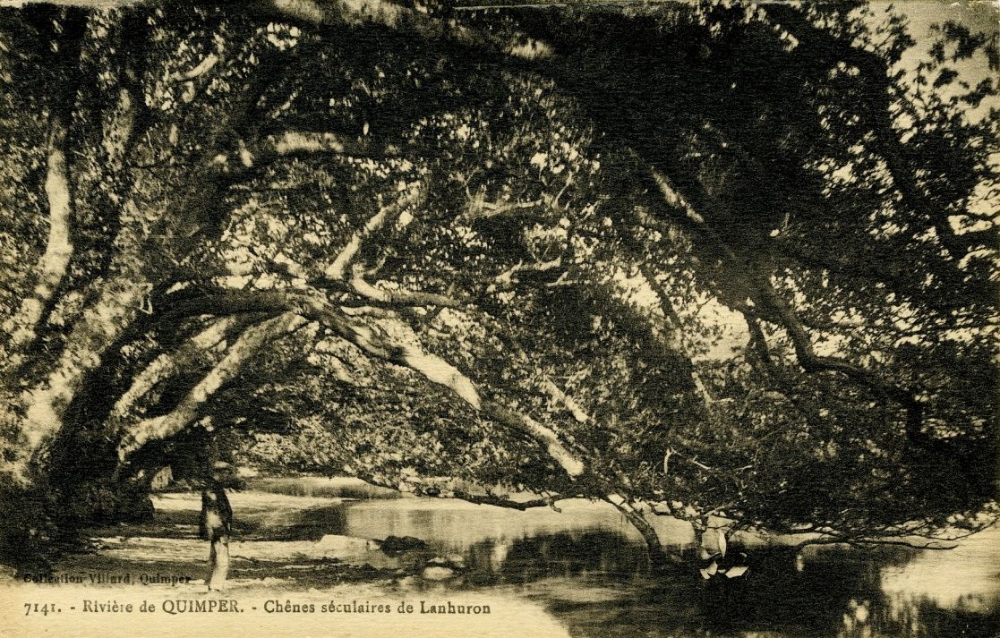 Collection Villard, Quimper
7141. - Rivière de QUIMPER. - Chênes séculaires de Lanhuron